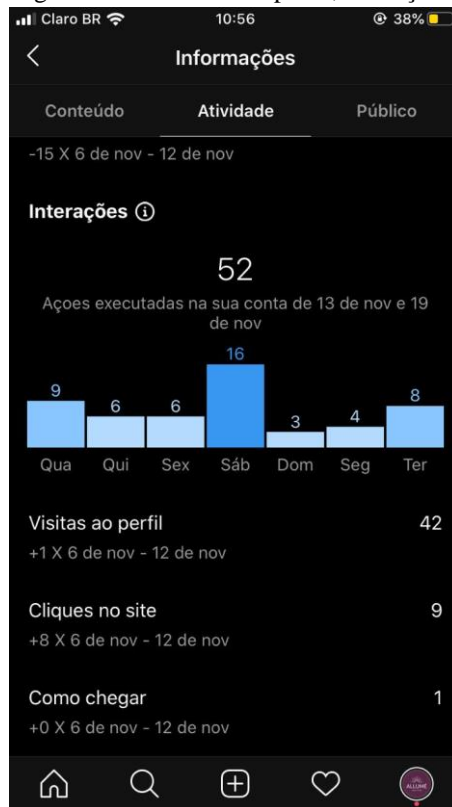 Claro BR 10:56 38%
Informações
Conteúdo Atividade Público
-15 X 6 de nov - 12 de nov
Interações
52
Açoes executadas na sua conta de 13 de nov e 19
de nov
9 6 6 16 3 4 8
Qua Qui Sex Sáb Dom Seg Ter
Visitas ao perfil 42
+1 X 6 de nov - 12 de nov
Cliques no site 9
+8 X 6 de nov - 12 de nov
Como chegar 1
+0 X 6 de nov - 12 de nov
ALLUME